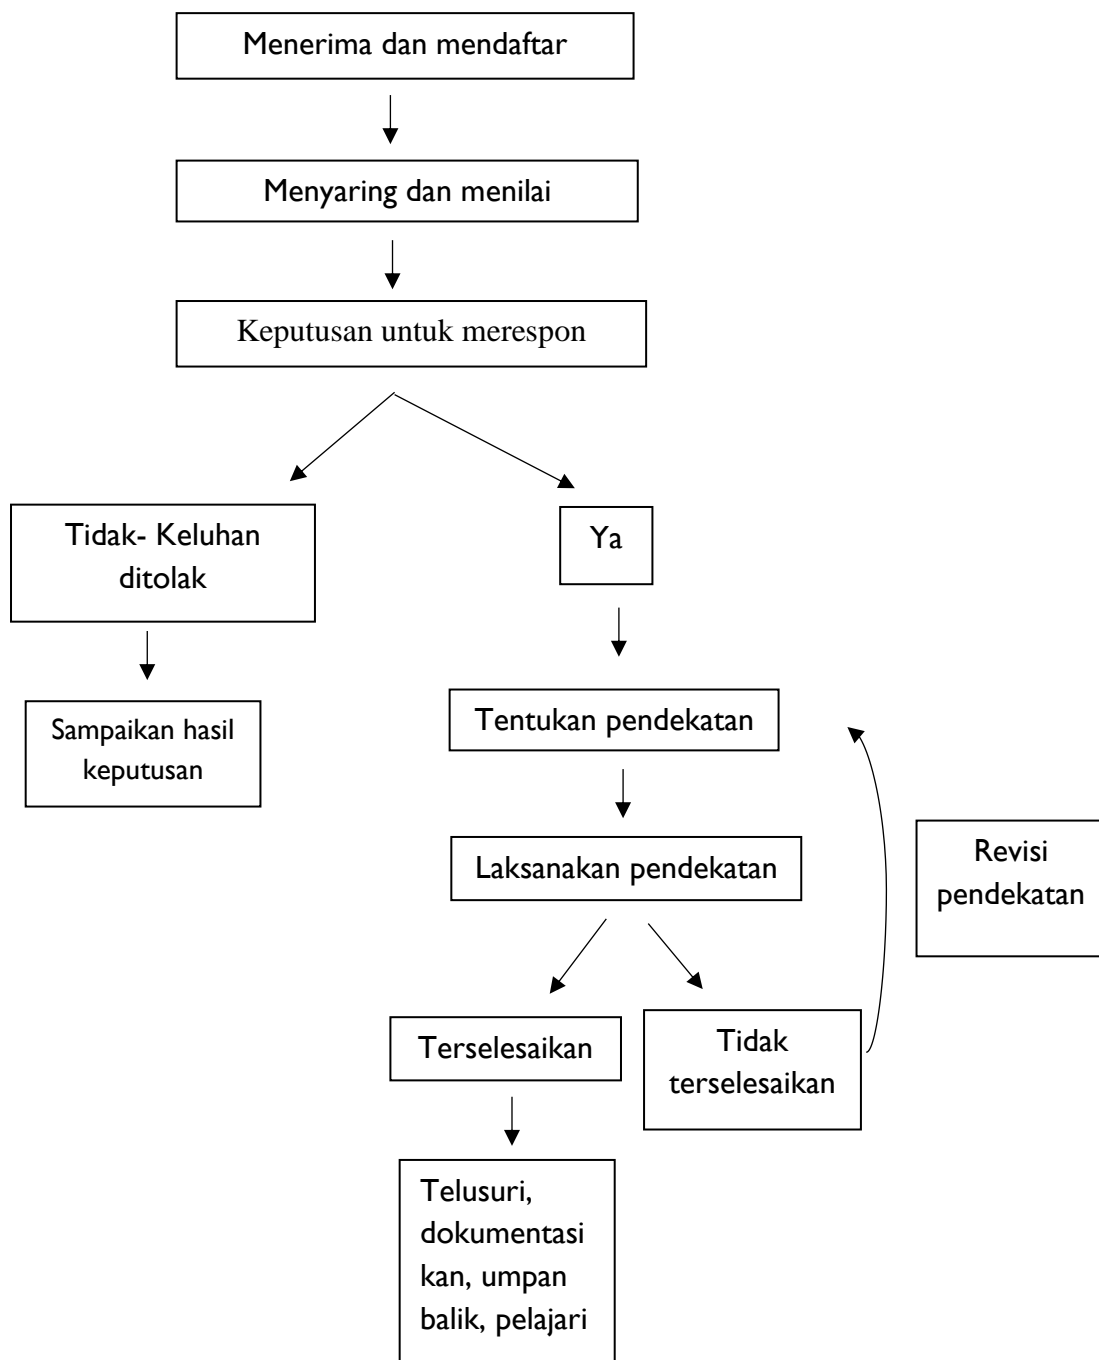 Menerima dan mendaftar
Menyaring dan menilai
Keputusan untuk merespon
Tidak- Keluhan
ditolak
Ya
Sampaikan hasil
keputusan
Tentukan pendekatan
Laksanakan pendekatan
Revisi
pendekatan
Terselesaikan
Tidak
terselesaikan
Telusuri,
dokumentasi
kan, umpan
balik, pelajari